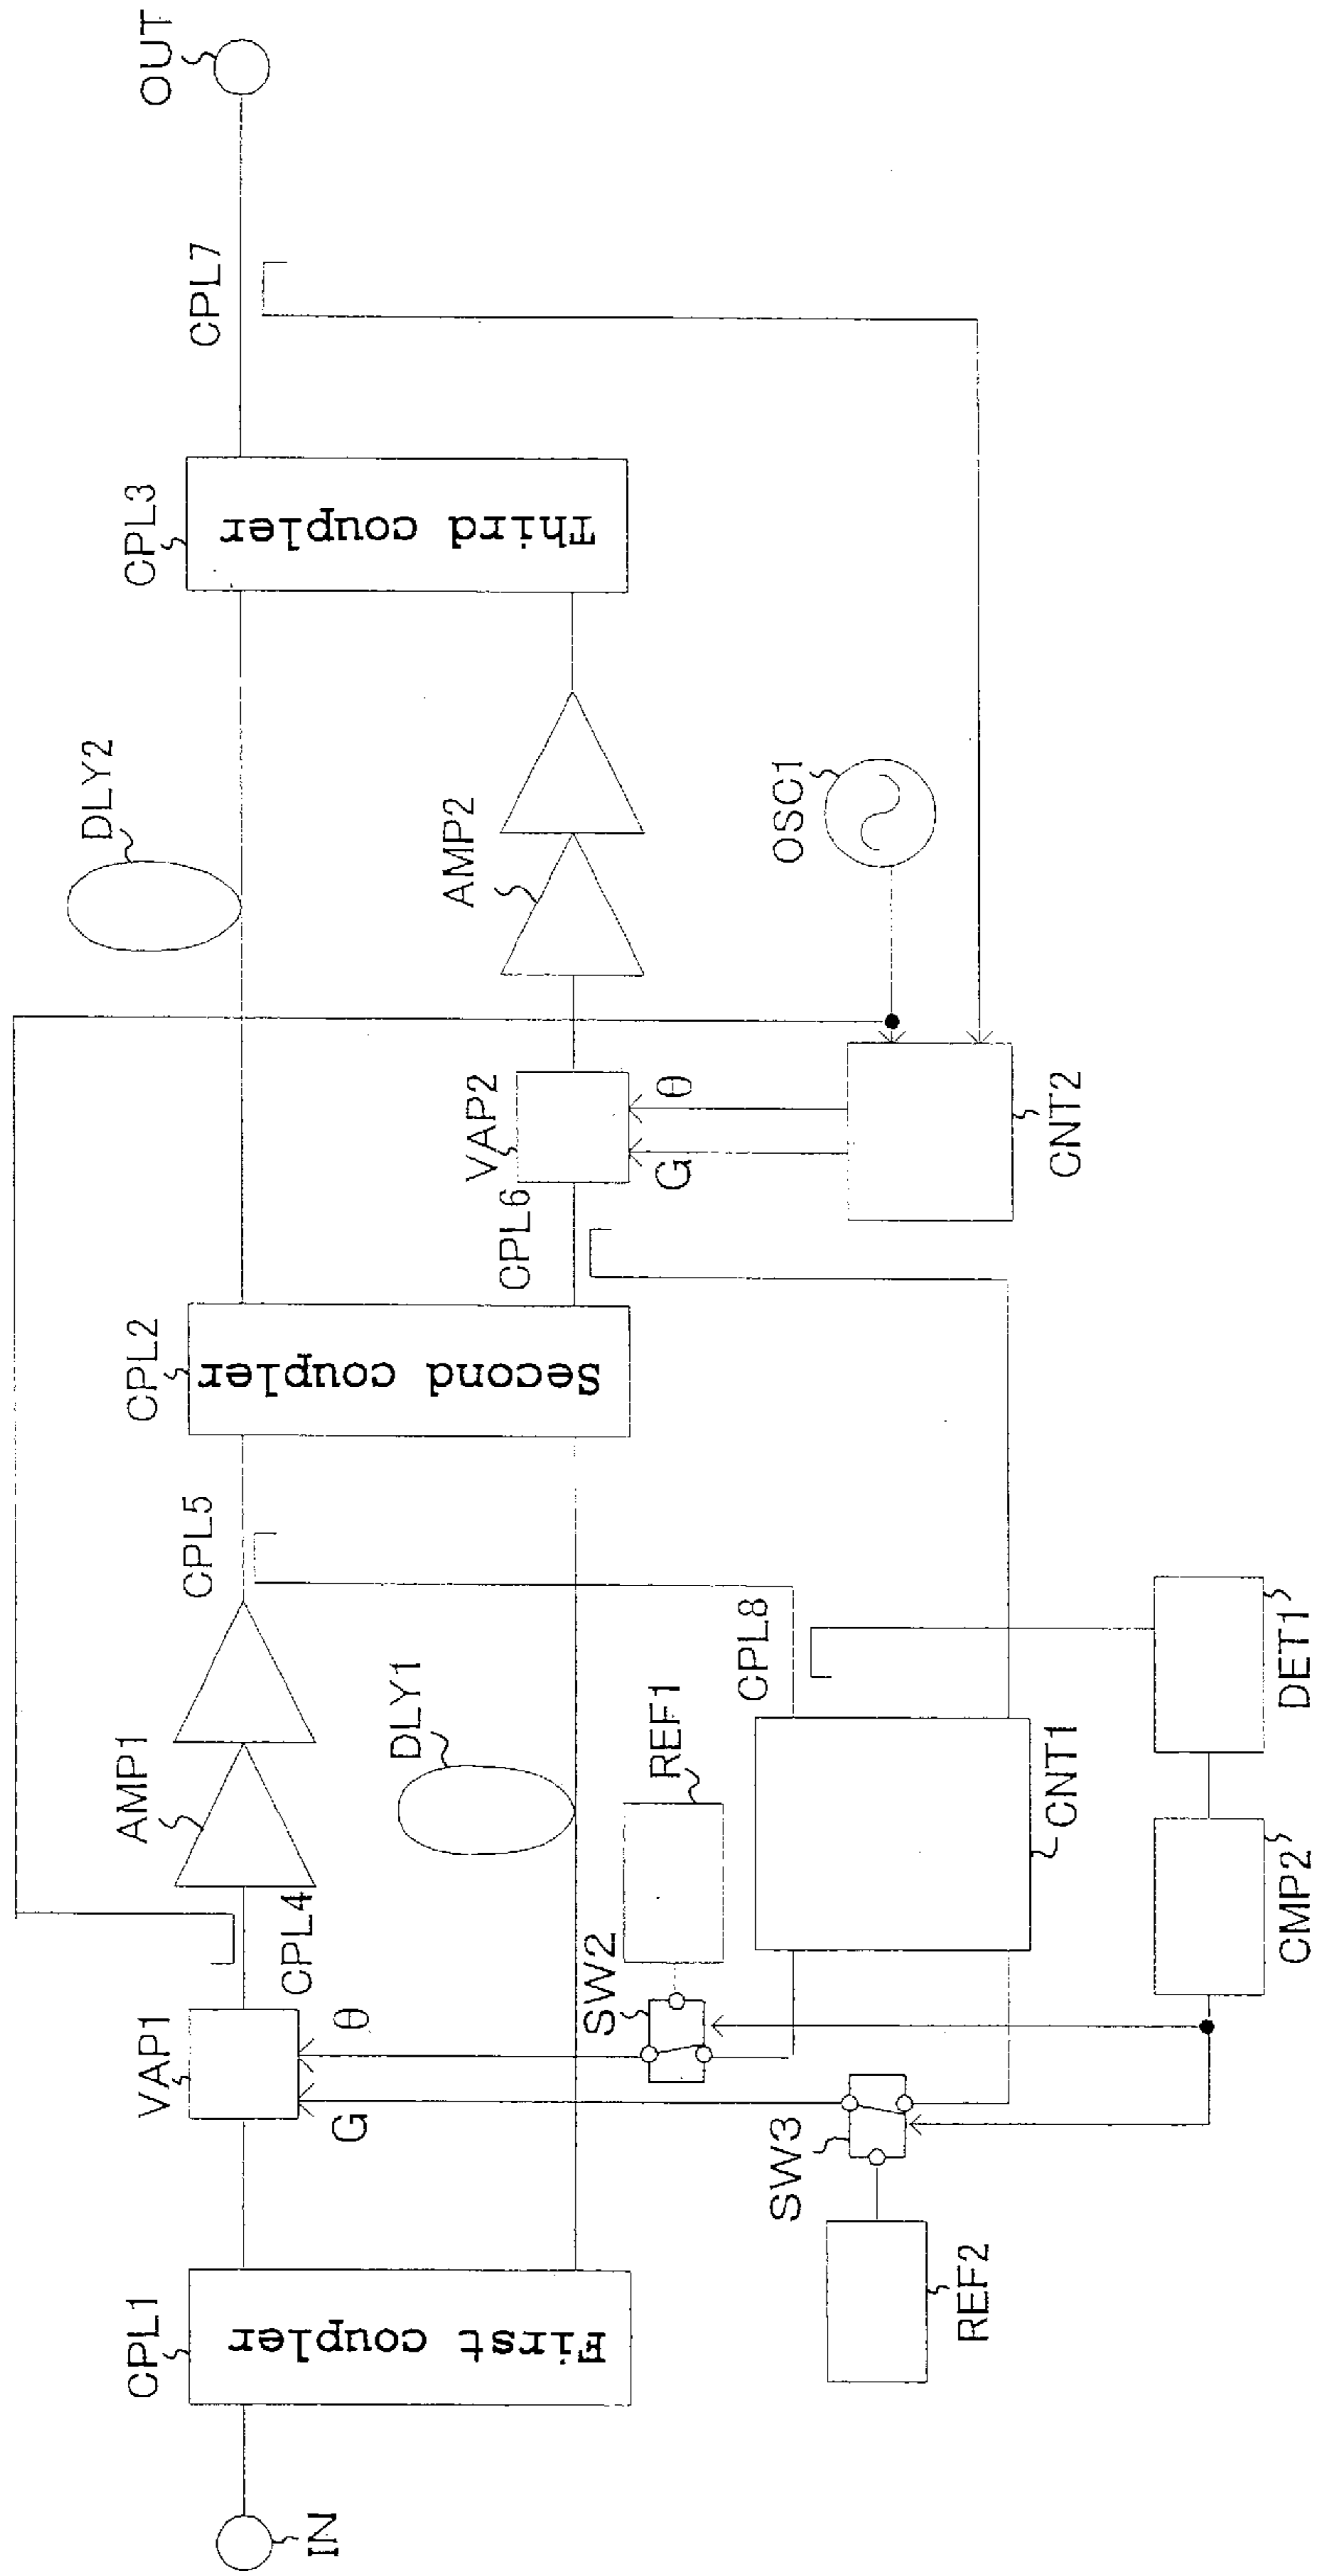 OUT
CPL7
CPL3
Third coupler
DLY2
AMP2
OSC1
VAP2
θ
G
CNT2
CPL6
CPL2
Second coupler
CPL5
CPL8
DET1
AMP1
DLY1
REF1
CNT1
CMP2
CPL4
SW2
VAP1
θ
G
SW3
REF2
CPL1
First coupler
IN